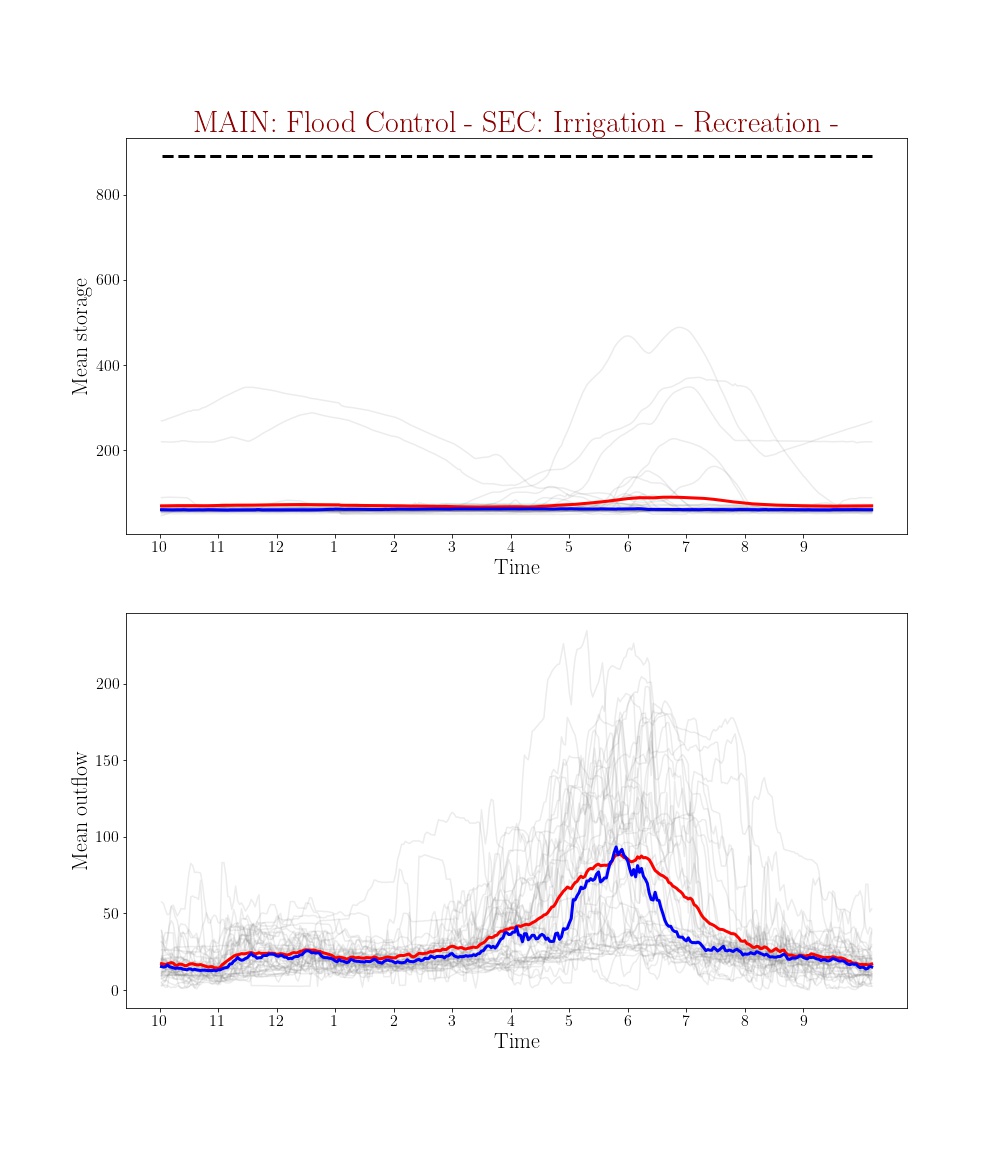 MAIN: Flood Control - SEC: Irrigation - Recreation -
Mean storage
800
600
400
200
10 11 12 1 2 3 4 5 6 7 8 9
Time
Mean outflow
200
150
100
50
0
10 11 12 1 2 3 4 5 6 7 8 9
Time